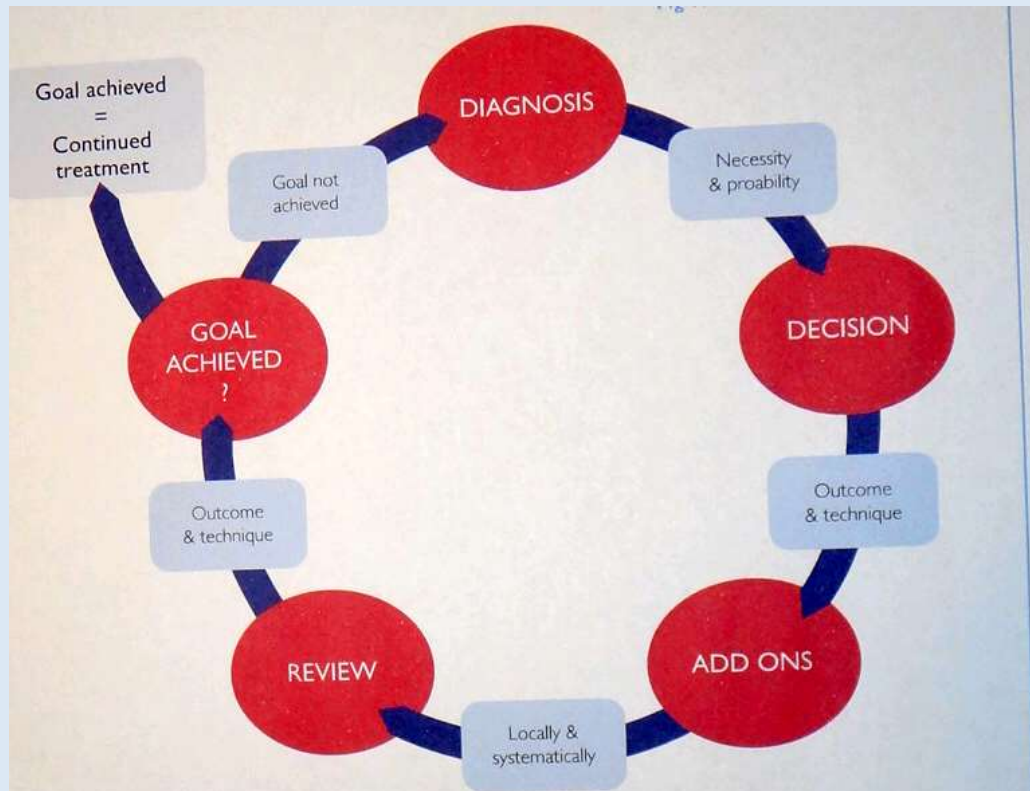 Goal achieved
=
Continued
treatment
DIAGNOSIS
Goal not
achieved
Necessity
& proability
GOAL
ACHIEVED
?
DECISION
Outcome
& technique
Outcome
& technique
REVIEW
ADD ONS
Locally &
systematically